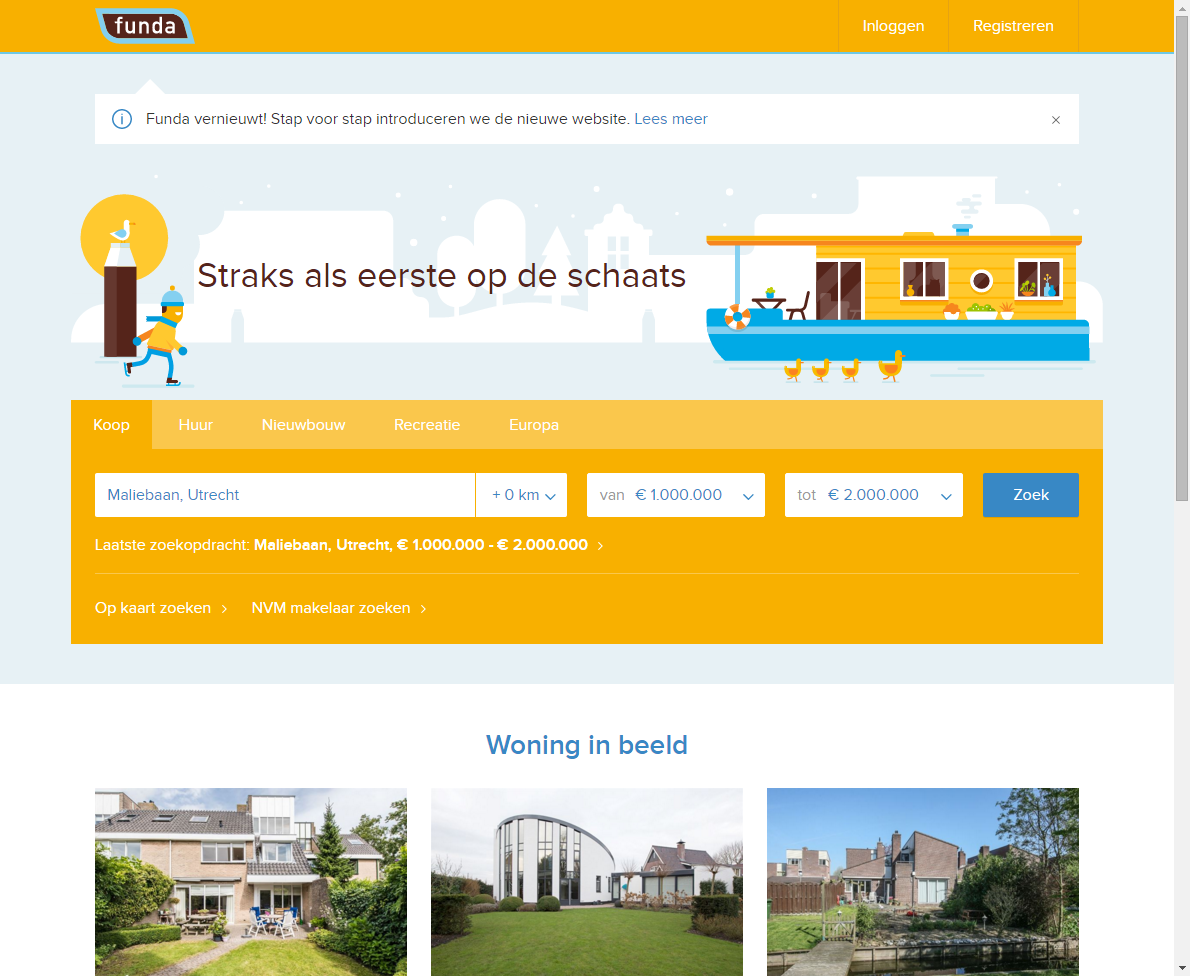 funda
Inloggen Registreren
Funda vernieuwt! Stap voor stap introduceren we de nieuwe website. Lees meer
Straks als eerste op de schaats
Koop Huur Nieuwbouw Recreatie Europa
Maliebaan, Utrecht + 0 km van € 1.000.000 tot € 2.000.000 Zoek
Laatste zoekopdracht: Maliebaan, Utrecht, € 1.000.000 - € 2.000.000
Op kaart zoeken NVM makelaar zoeken
Woning in beeld